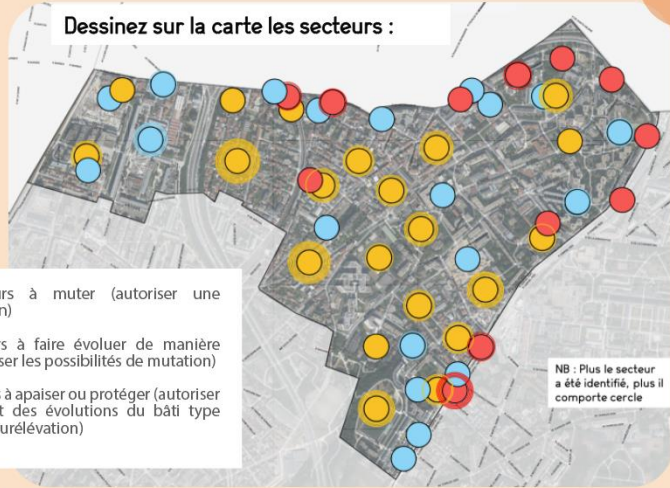 Dessinez sur la carte les secteurs :
rs à muter (autoriser une
n)
s à faire évoluer de manière
ser les possibilités de mutation)
à apaiser ou protéger (autoriser
t des évolutions du bâti type
urélévation)
NB : Plus le secteur
a été identifié, plus il
comporte cercle